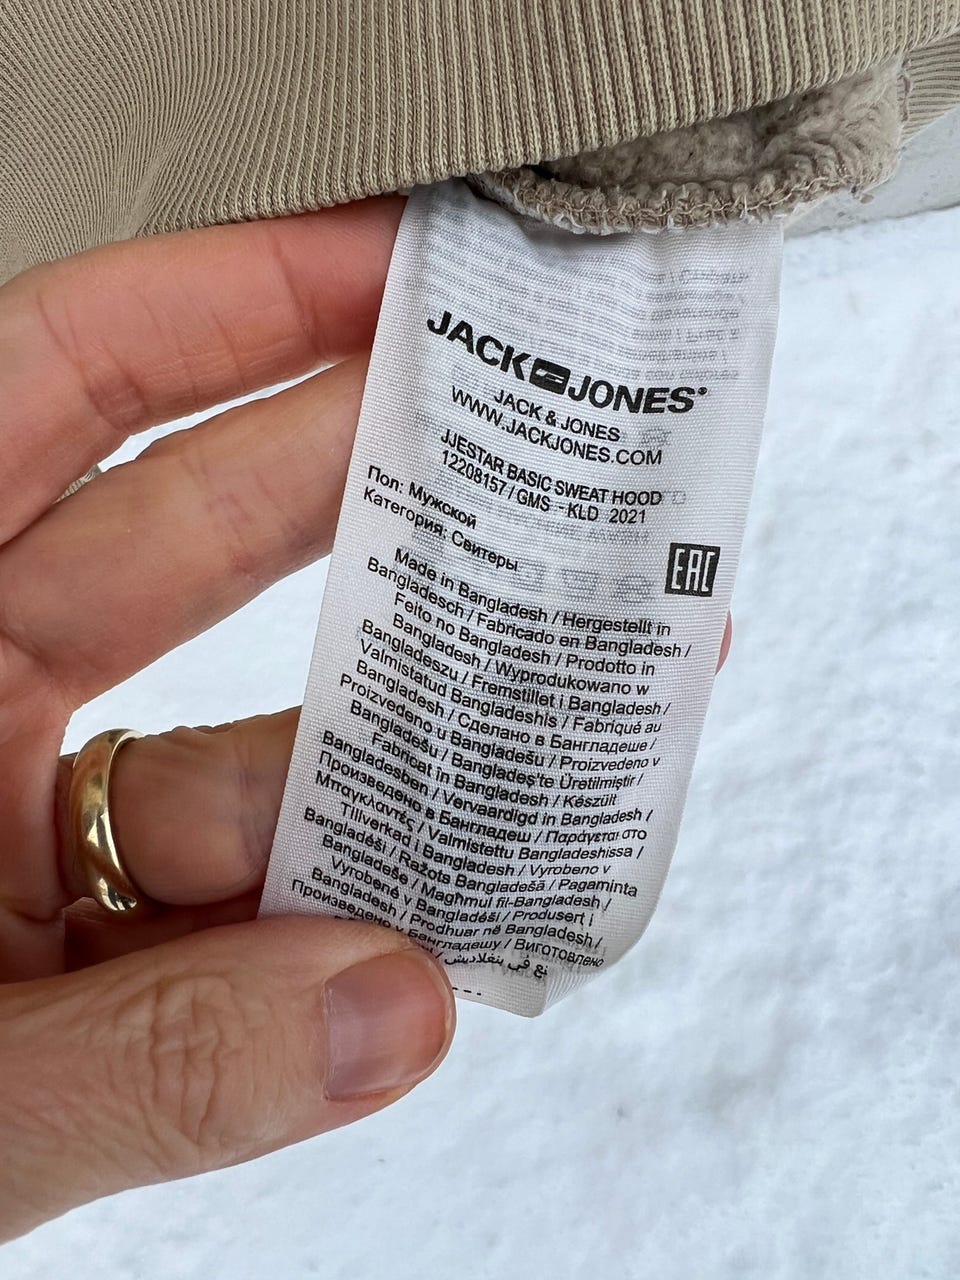 JACK JONES®
JACK & JONES
WWW.JACKJONES.COM
JJESTAR BASIC SWEAT HOOD
12208157 / GMS - KLD 2021
Пол: Мужской
Категория: Свитеры
EAC
Made in Bangladesh / Hergestellt in
Bangladesch / Fabricado en Bangladesh /
Feito no Bangladesh / Prodotto in
Bangladesh / Wyprodukowano w
Bangladeszu / Fremstillet i Bangladesh /
Valmistatud Bangladeshis / Fabriqué au
Bangladesh / Сделано в Бангладеше /
Proizvedeno u Bangladešu / Proizvedeno v
Bangladešu / Bangladeş'te Üretilmiştir /
Fabricat în Bangladesh / Készült
Bangladesben / Vervaardigd in Bangladesh /
Произведено в Бангладеш / Παράγεται στο
Μπαγκλαντές / Valmistettu Bangladeshissa /
Tillverkad i Bangladesh / Vyrobeno v
Bangladéši / Ražots Bangladešā / Pagaminta
Bangladeše / Maghmul fil-Bangladesh /
Vyrobené v Bangladéši / Produsert i
Bangladesh / Prodhuar në Bangladesh /
Произведено у Бангладешу / Виготовлено
في بنغلاديش